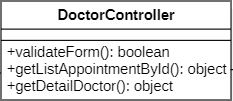 DoctorController
+validateForm(): boolean
+getListAppointmentById(): object
+getDetailDoctor(): object